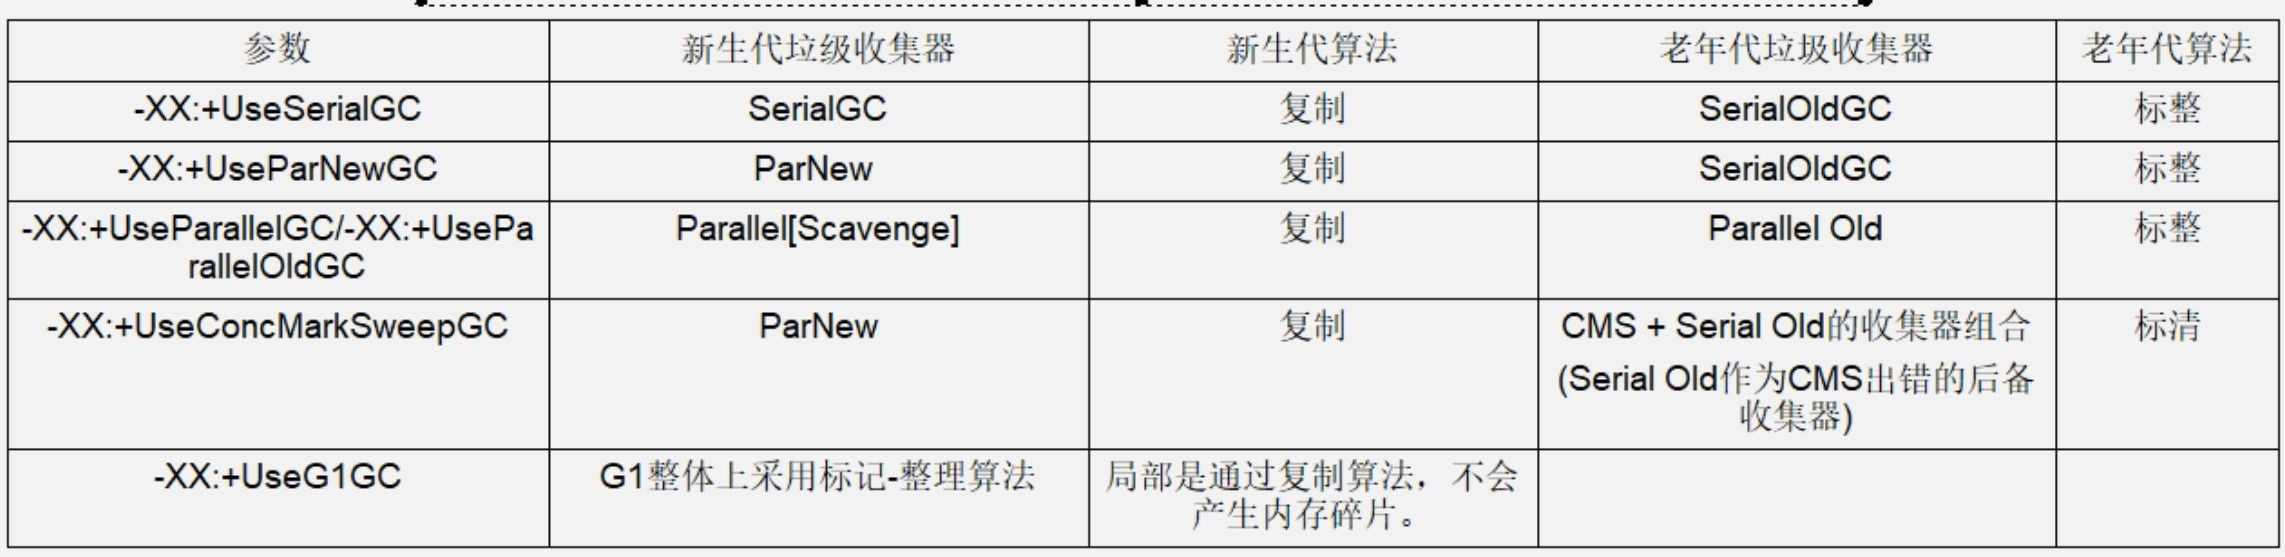 参数 新生代垃级收集器 新生代算法 老年代垃圾收集器 老年代算法
-XX:+UseSerialGC SerialGC 复制 SerialOldGC 标整
-XX:+UseParNewGC ParNew 复制 SerialOldGC 标整
-XX:+UseParallelGC/-XX:+UsePa Parallel[Scavenge] 复制 Parallel Old 标整
rallelOldGC
-XX:+UseConcMarkSweepGC ParNew 复制 CMS + Serial Old的收集器组合 标清
(Serial Old作为CMS出错的后备
收集器)
-XX:+UseG1GC G1整体上采用标记-整理算法 局部是通过复制算法，不会
产生内存碎片。